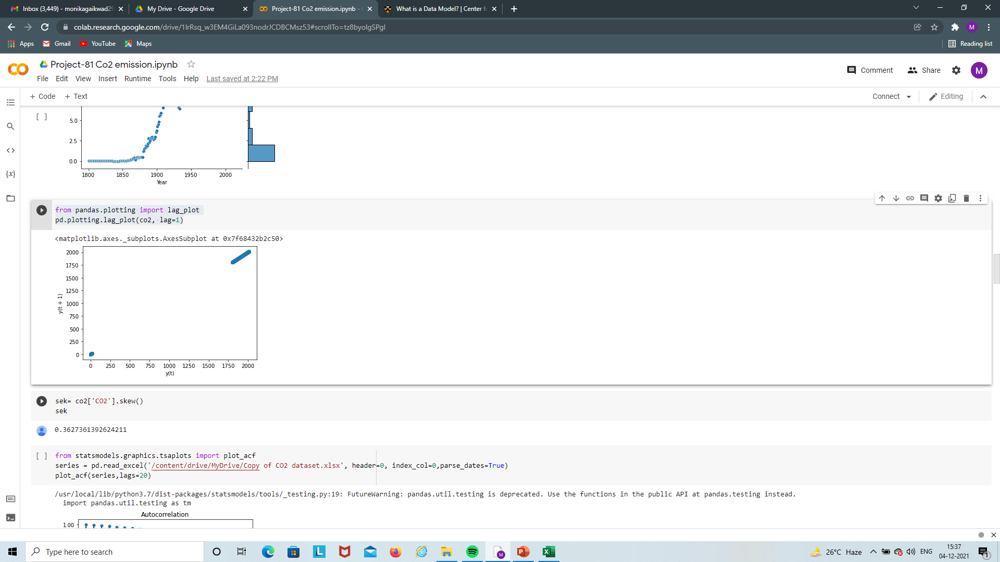 Inbox (3,449) - monikagaikwad29
My Drive - Google Drive
Project-81 Co2 emission.ipynb -
What is a Data Model? | Center f
colab.research.google.com/drive/1IrRsq_w3EM4GiLa093nodrJCDBCMsz53#scrollTo=tz8byoIgSPgI
M
Apps
Gmail
YouTube
Maps
Reading list
Project-81 Co2 emission.ipynb
Comment
Share
M
File Edit View Insert Runtime Tools Help Last saved at 2:22 PM
+ Code + Text
Connect
Editing
[ ]
5.0
2.5
0.0
1800 1850 1900 1950 2000
Year
{x}
from pandas.plotting import lag_plot
pd.plotting.lag_plot(co2, lag=1)
<matplotlib.axes._subplots.AxesSubplot at 0x7f68432b2c50>
2000
1750
1500
1250
1000
750
500
250
0
y(t + 1)
0 250 500 750 1000 1250 1500 1750 2000
y(t)
sek= co2['CO2'].skew()
sek
0.3627361392624211
[ ]
from statsmodels.graphics.tsaplots import plot_acf
series = pd.read_excel('/content/drive/MyDrive/Copy of CO2 dataset.xlsx', header=0, index_col=0,parse_dates=True)
plot_acf(series,lags=20)
/usr/local/lib/python3.7/dist-packages/statsmodels/tools/_testing.py:19: FutureWarning: pandas.util.testing is deprecated. Use the functions in the public API at pandas.testing instead.
import pandas.util.testing as tm
Autocorrelation
1.00
Type here to search
26°C Haze
ENG
15:37
04-12-2021
1